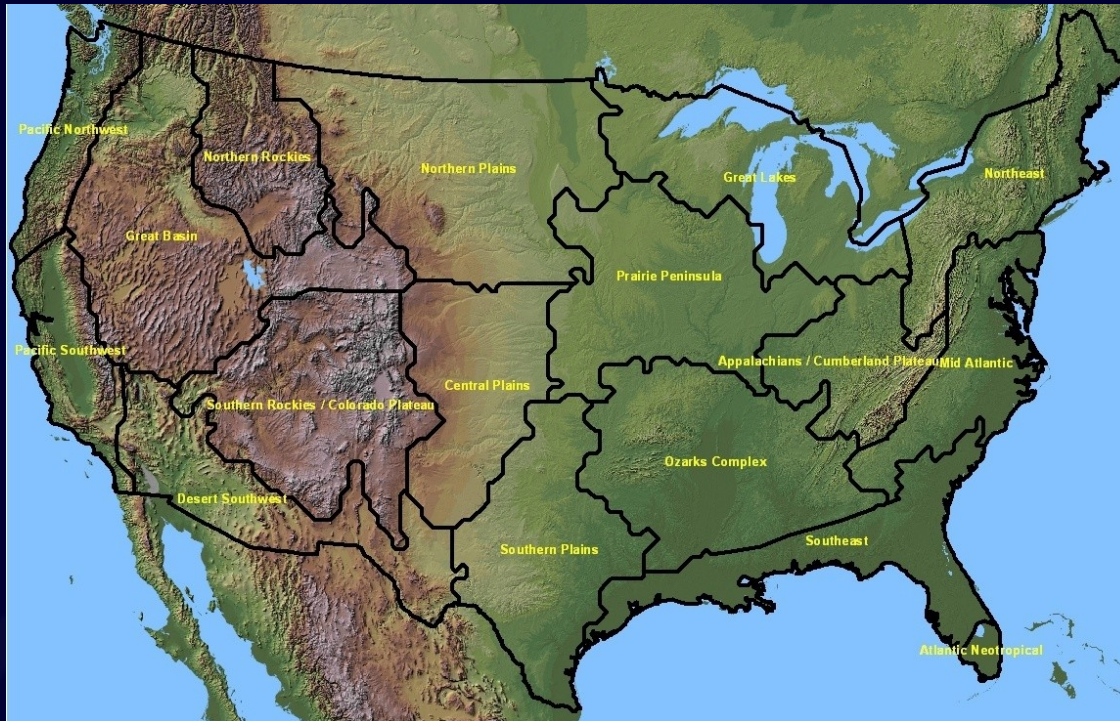 Pacific Northwest
Northern Rockies
Northern Plains
Great Lakes
Northeast
Great Basin
Prairie Peninsula
Pacific Southwest
Appalachians / Cumberland Plateau
Mid Atlantic
Central Plains
Southern Rockies / Colorado Plateau
Ozarks Complex
Desert Southwest
Southern Plains
Southeast
Atlantic Neotropical